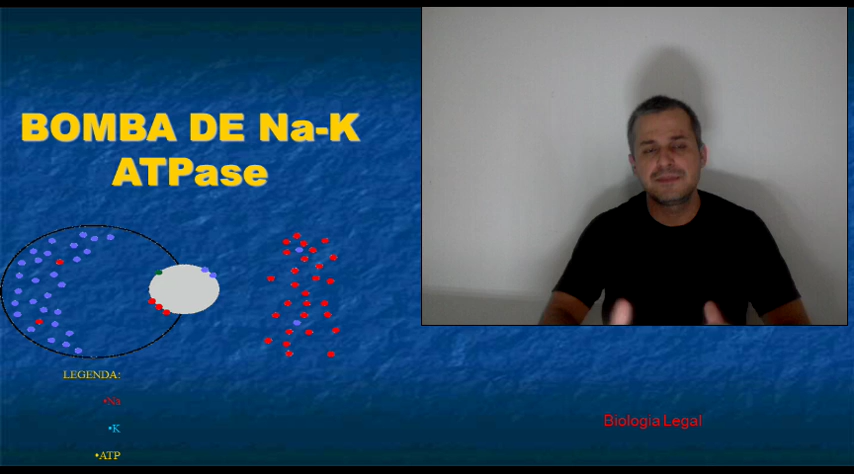 BOMBA DE Na-K
ATPase
LEGENDA:
•Na
•K
•ATP
Biologia Legal